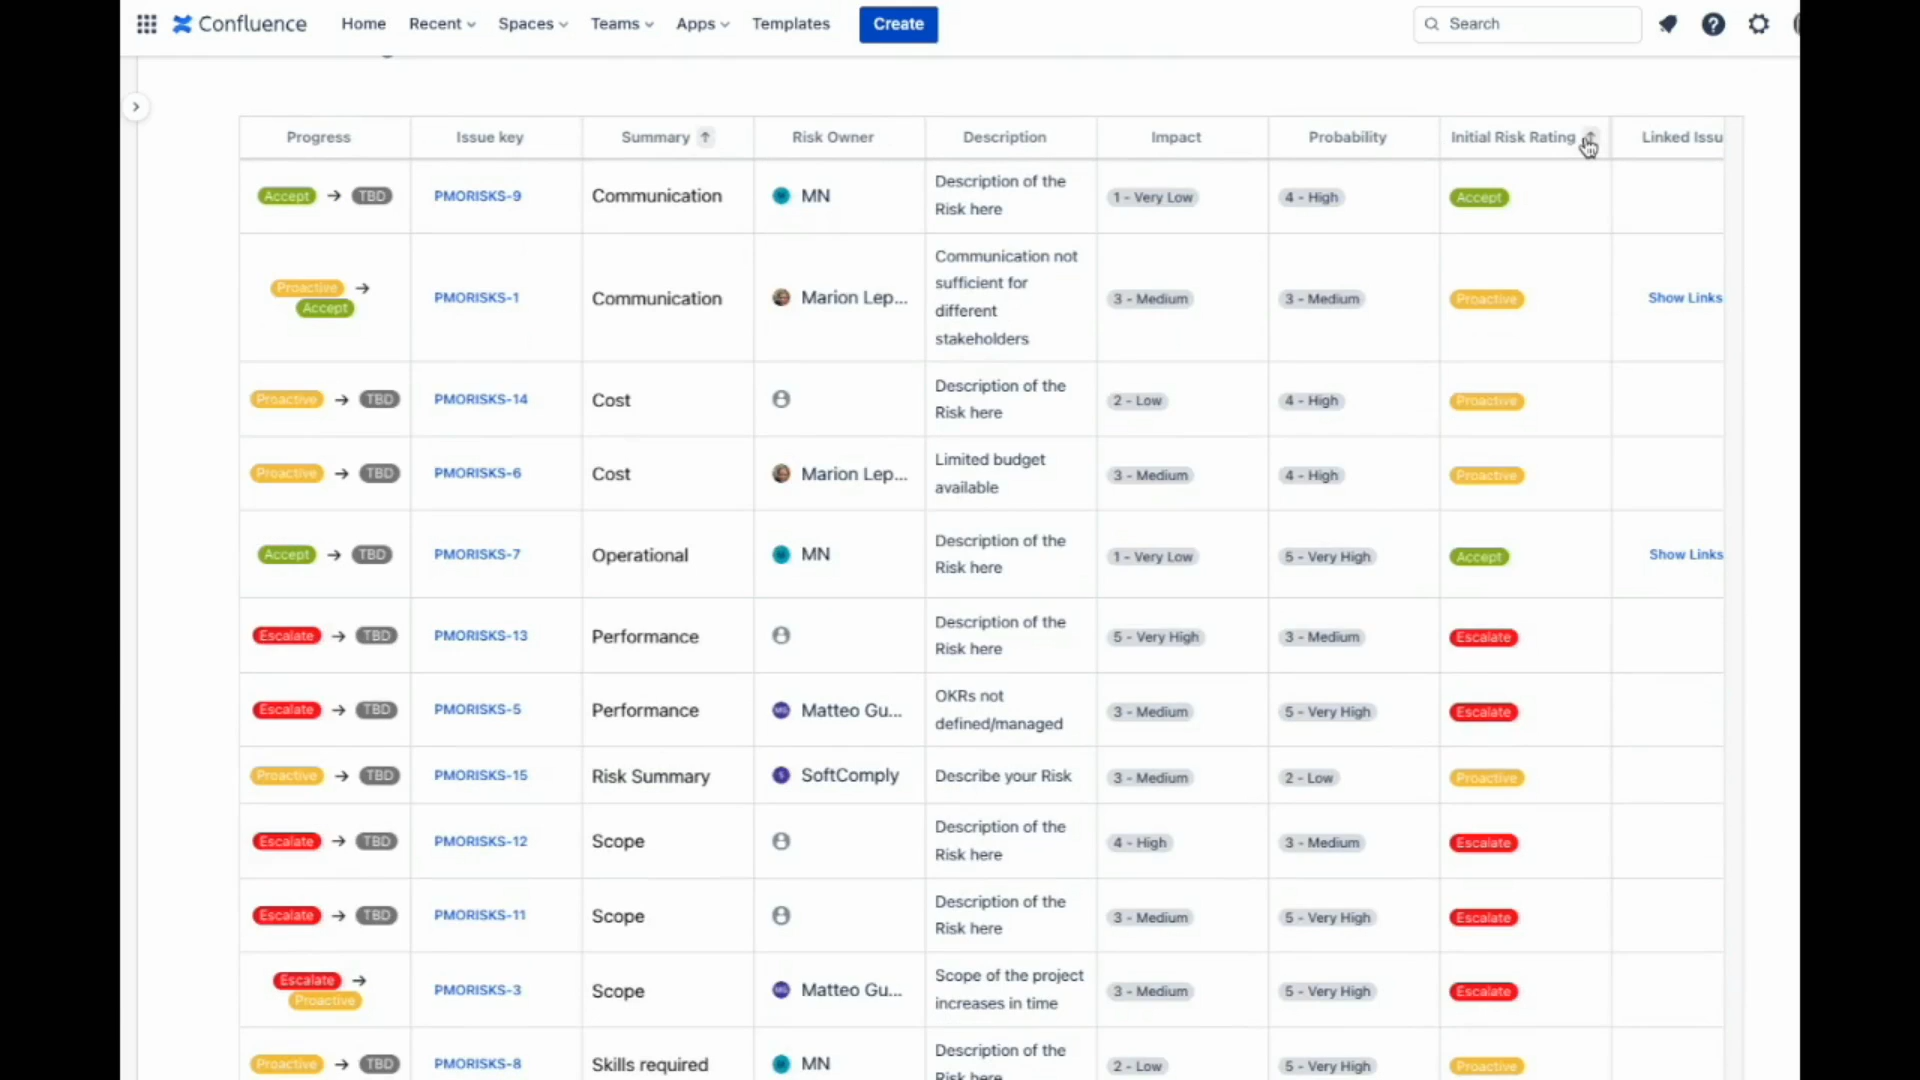 Confluence Home Recent Spaces Teams Apps Templates Create Search
Progress Issue key Summary Risk Owner Description Impact Probability Initial Risk Rating Linked Issu
Accept → TBD PMORISKS-9 Communication MN Description of the Risk here 1 - Very Low 4 - High Accept
Proactive → Accept PMORISKS-1 Communication Marion Lep... Communication not sufficient for different stakeholders 3 - Medium 3 - Medium Proactive Show Links
Proactive → TBD PMORISKS-14 Cost Description of the Risk here 2 - Low 4 - High Proactive
Proactive → TBD PMORISKS-6 Cost Marion Lep... Limited budget available 3 - Medium 4 - High Proactive
Accept → TBD PMORISKS-7 Operational MN Description of the Risk here 1 - Very Low 5 - Very High Accept Show Links
Escalate → TBD PMORISKS-13 Performance Description of the Risk here 5 - Very High 3 - Medium Escalate
Escalate → TBD PMORISKS-5 Performance Matteo Gu... OKRs not defined/managed 3 - Medium 5 - Very High Escalate
Proactive → TBD PMORISKS-15 Risk Summary SoftComply Describe your Risk 3 - Medium 2 - Low Proactive
Escalate → TBD PMORISKS-12 Scope Description of the Risk here 4 - High 3 - Medium Escalate
Escalate → TBD PMORISKS-11 Scope Description of the Risk here 3 - Medium 5 - Very High Escalate
Escalate → Proactive PMORISKS-3 Scope Matteo Gu... Scope of the project increases in time 3 - Medium 5 - Very High Escalate
Proactive → TBD PMORISKS-8 Skills required MN Description of the Risk here 2 - Low 5 - Very High Proactive